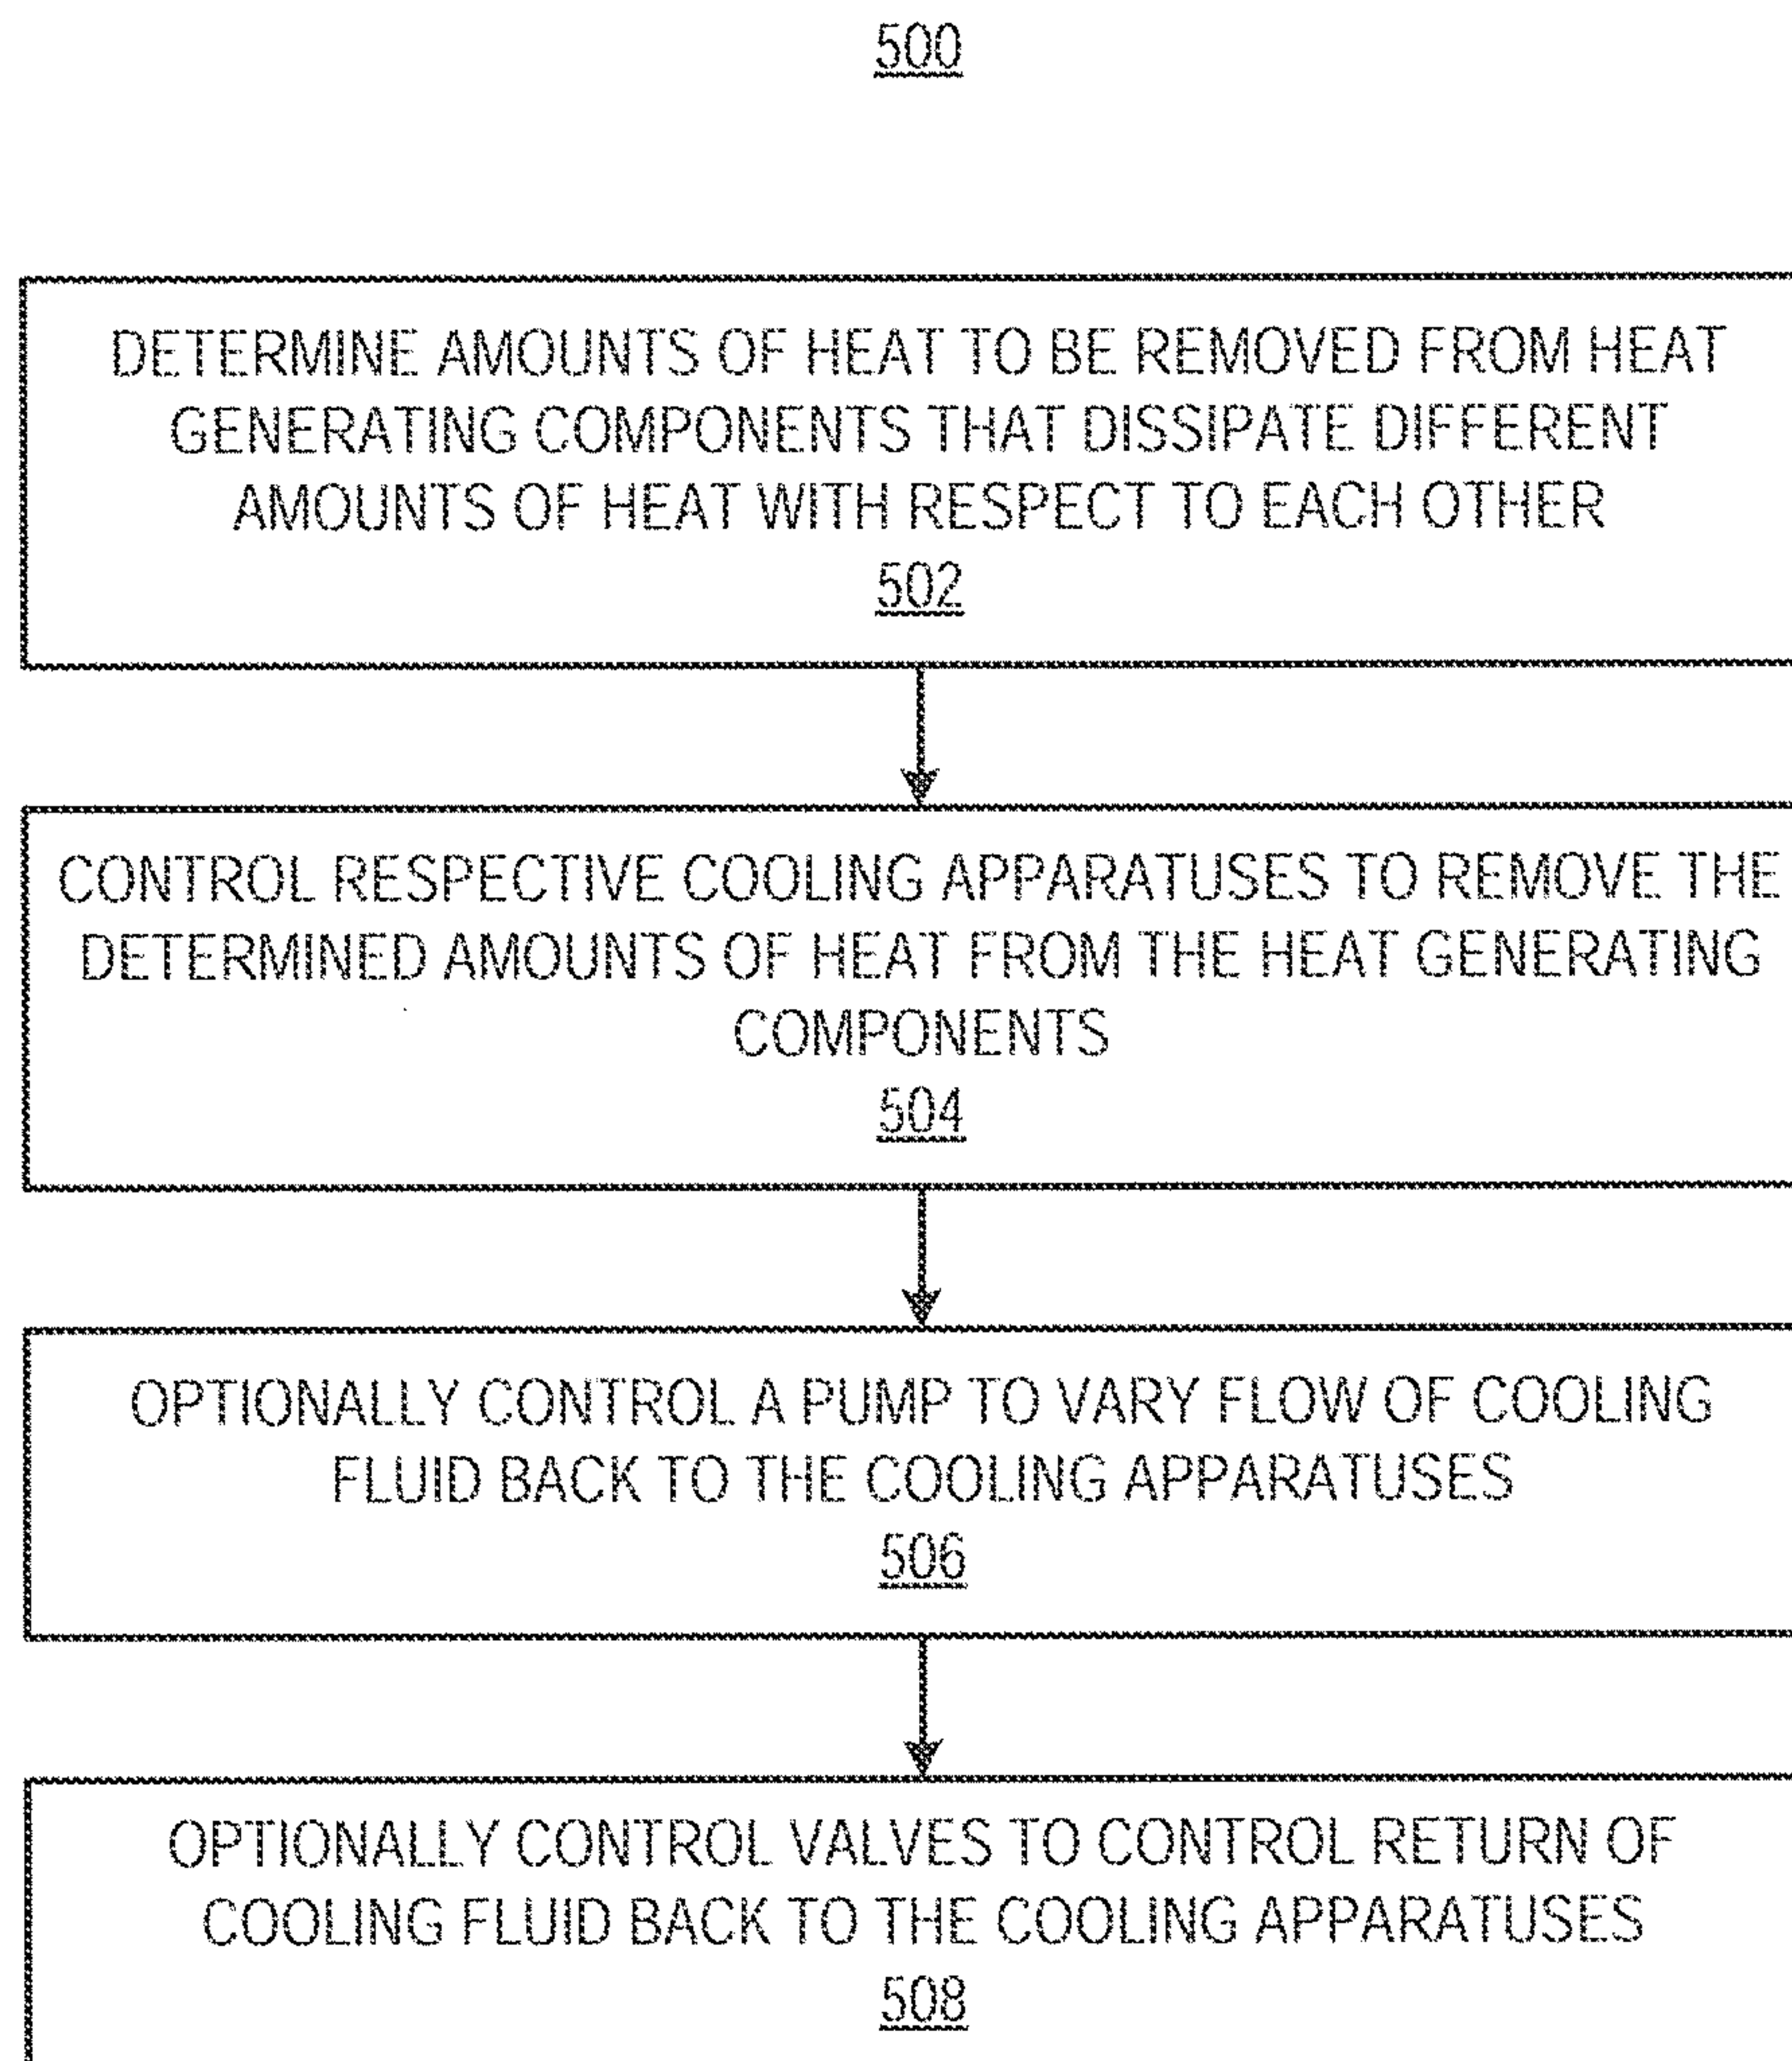 500
DETERMINE AMOUNTS OF HEAT TO BE REMOVED FROM HEAT
GENERATING COMPONENTS THAT DISSIPATE DIFFERENT
AMOUNTS OF HEAT WITH RESPECT TO EACH OTHER
502
CONTROL RESPECTIVE COOLING APPARATUSES TO REMOVE THE
DETERMINED AMOUNTS OF HEAT FROM THE HEAT GENERATING
COMPONENTS
504
OPTIONALLY CONTROL A PUMP TO VARY FLOW OF COOLING
FLUID BACK TO THE COOLING APPARATUSES
506
OPTIONALLY CONTROL VALVES TO CONTROL RETURN OF
COOLING FLUID BACK TO THE COOLING APPARATUSES
508